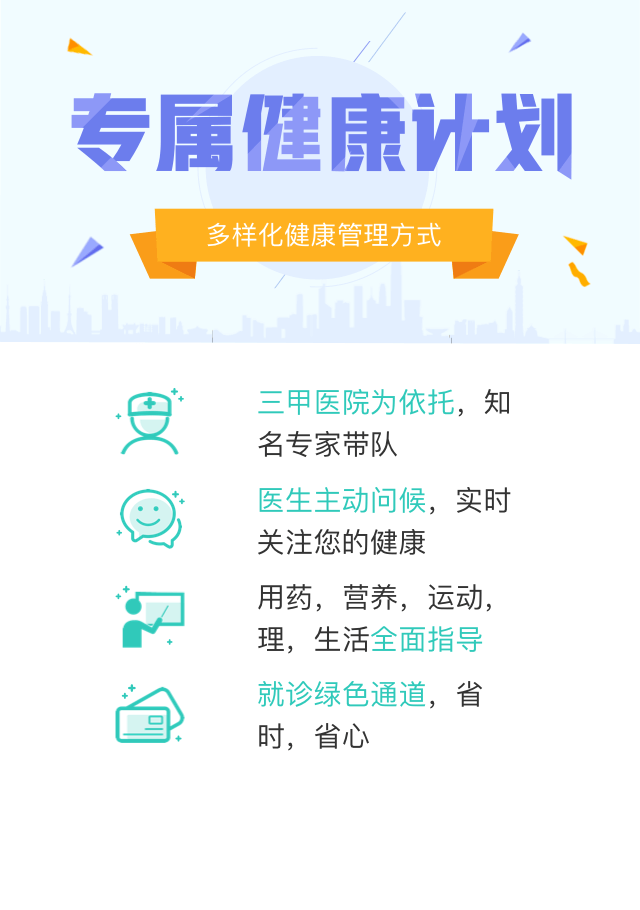 专属健康计划
多样化健康管理方式
三甲医院为依托，知
名专家带队
医生主动问候，实时
关注您的健康
用药，营养，运动，
理，生活全面指导
就诊绿色通道，省
时，省心